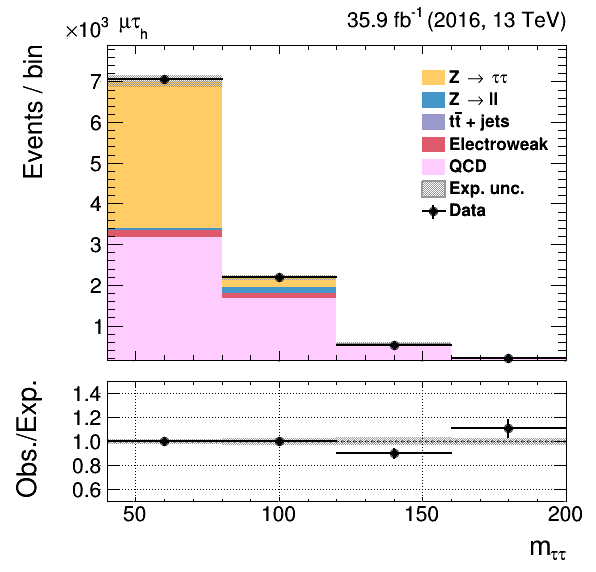 ×10³ μτₕ 35.9 fb⁻¹ (2016, 13 TeV)
Events / bin
7
6
5
4
3
2
1
Z → ττ
Z → ll
tt̄ + jets
Electroweak
QCD
Exp. unc.
Data
Obs./Exp.
1.4
1.2
1.0
0.8
0.6
50 100 150 200
m_ττ